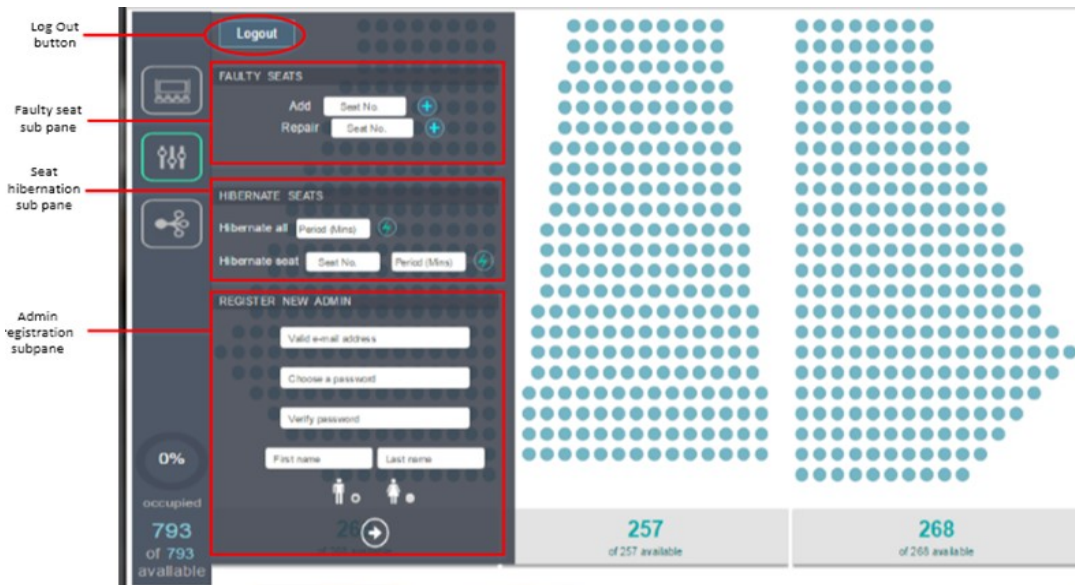 Log Out
button
Faulty seat
sub pane
Seat
hibernation
sub pane
Admin
registration
subpane
Logout
FAULTY SEATS
Add Seat No.
Repair Seat No.
HIBERNATE SEATS
Hibernate all Period (Mins)
Hibernate seat Seat No. Period (Mins)
REGISTER NEW ADMIN
Valid e-mail address
Choose a password
Verify password
First name Last name
0%
occupied
793
of 793
available
257
of 257 available
268
of 268 available